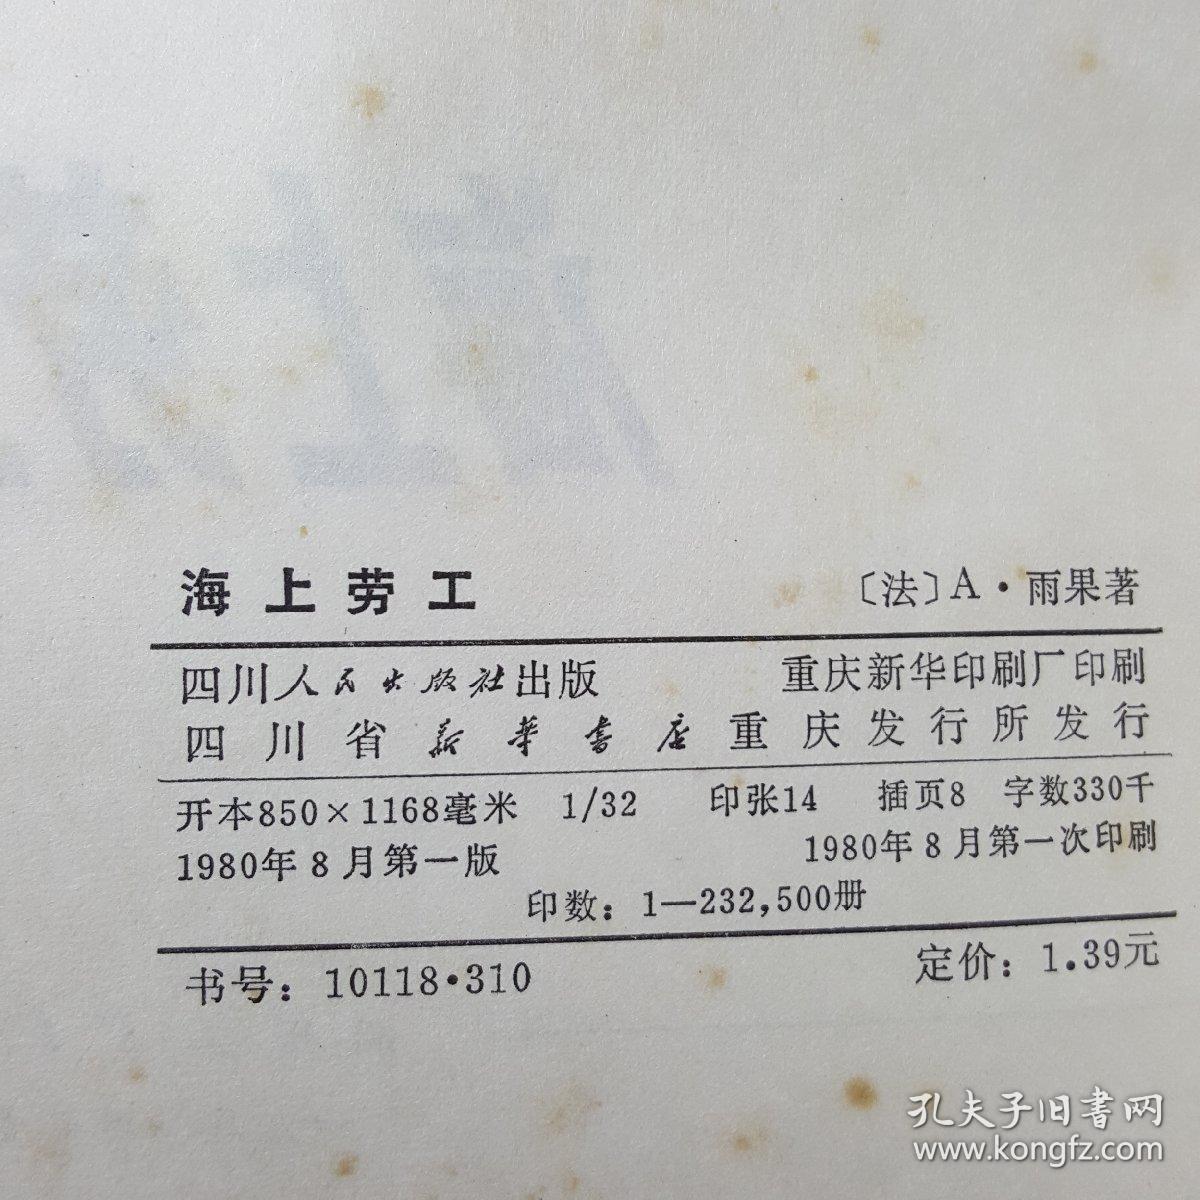 海上劳工 〔法〕A·雨果著
四川人民出版社出版 重庆新华印刷厂印刷
四川省新华书店重庆发行所发行
开本850×1168毫米 1/32 印张14 插页8 字数330千
1980年8月第一版 1980年8月第一次印刷
印数：1—232,500册
书号：10118·310 定价：1.39元
孔夫子旧书网
www.kongfz.com